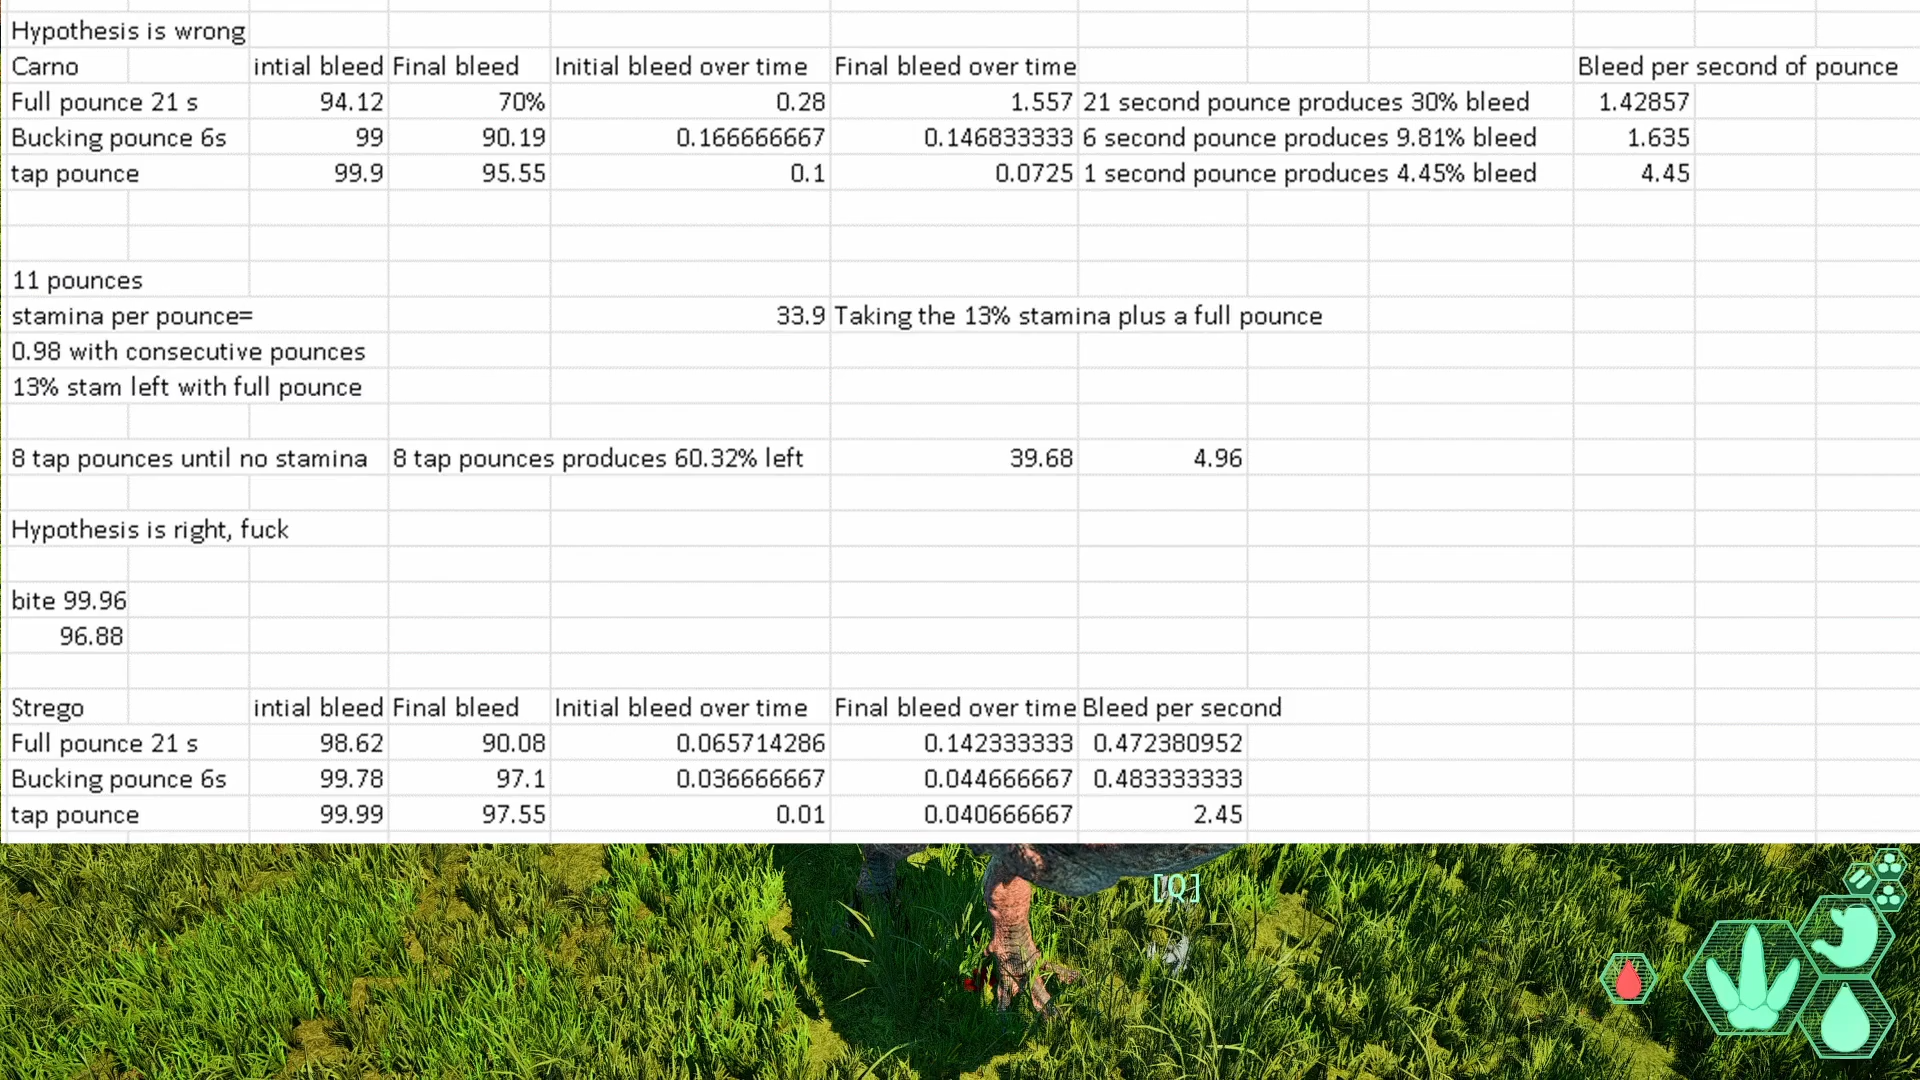 Hypothesis is wrong
Carno intial bleed Final bleed Initial bleed over time Final bleed over time Bleed per second of pounce
Full pounce 21 s 94.12 70% 0.28 1.557 21 second pounce produces 30% bleed 1.42857
Bucking pounce 6s 99 90.19 0.166666667 0.146833333 6 second pounce produces 9.81% bleed 1.635
tap pounce 99.9 95.55 0.1 0.0725 1 second pounce produces 4.45% bleed 4.45
11 pounces
stamina per pounce= 33.9 Taking the 13% stamina plus a full pounce
0.98 with consecutive pounces
13% stam left with full pounce
8 tap pounces until no stamina 8 tap pounces produces 60.32% left 39.68 4.96
Hypothesis is right, fuck
bite 99.96
96.88
Strego intial bleed Final bleed Initial bleed over time Final bleed over time Bleed per second
Full pounce 21 s 98.62 90.08 0.065714286 0.142333333 0.472380952
Bucking pounce 6s 99.78 97.1 0.036666667 0.044666667 0.483333333
tap pounce 99.99 97.55 0.01 0.040666667 2.45
[Q]